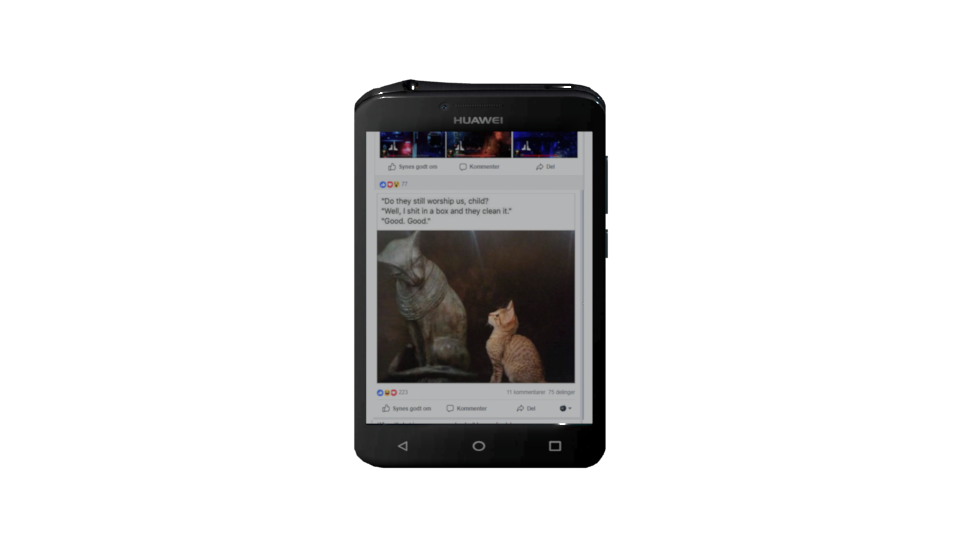 HUAWEI
Synes godt om Kommenter Del
77
"Do they still worship us, child?
"Well, I shit in a box and they clean it."
"Good. Good."
223 11 kommentarer 75 delinger
Synes godt om Kommenter Del